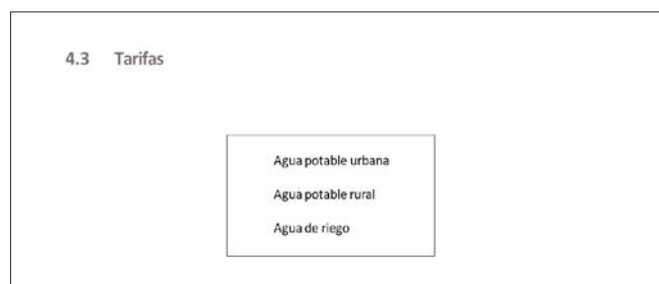 4.3 Tarifas
Agua potable urbana
Agua potable rural
Agua de riego